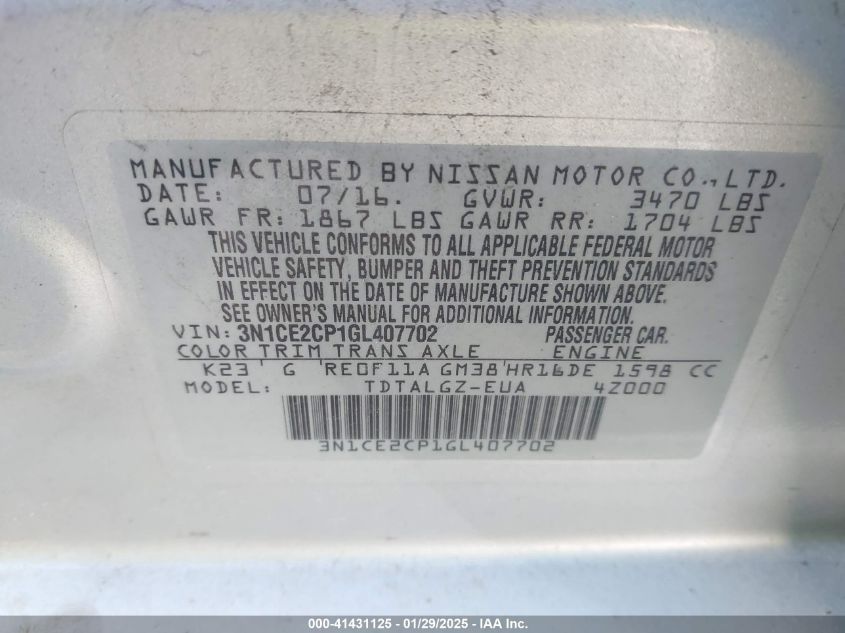 MANUFACTURED BY NISSAN MOTOR CO., LTD.
DATE: 07/16. GVWR: 3470 LBS
GAWR FR: 1867 LBS GAWR RR: 1704 LBS
THIS VEHICLE CONFORMS TO ALL APPLICABLE FEDERAL MOTOR
VEHICLE SAFETY, BUMPER AND THEFT PREVENTION STANDARDS
IN EFFECT ON THE DATE OF MANUFACTURE SHOWN ABOVE.
SEE OWNER'S MANUAL FOR ADDITIONAL INFORMATION.
VIN: 3N1CE2CP1GL407702 PASSENGER CAR.
COLOR TRIM TRANS AXLE ENGINE
K23 ' G 'RE0F11A GM38'HR16DE 1598 CC
MODEL: TDTALGZ-EUA 4Z000
3N1CE2CP1GL407702
000-41431125 - 01/29/2025 - IAA Inc.